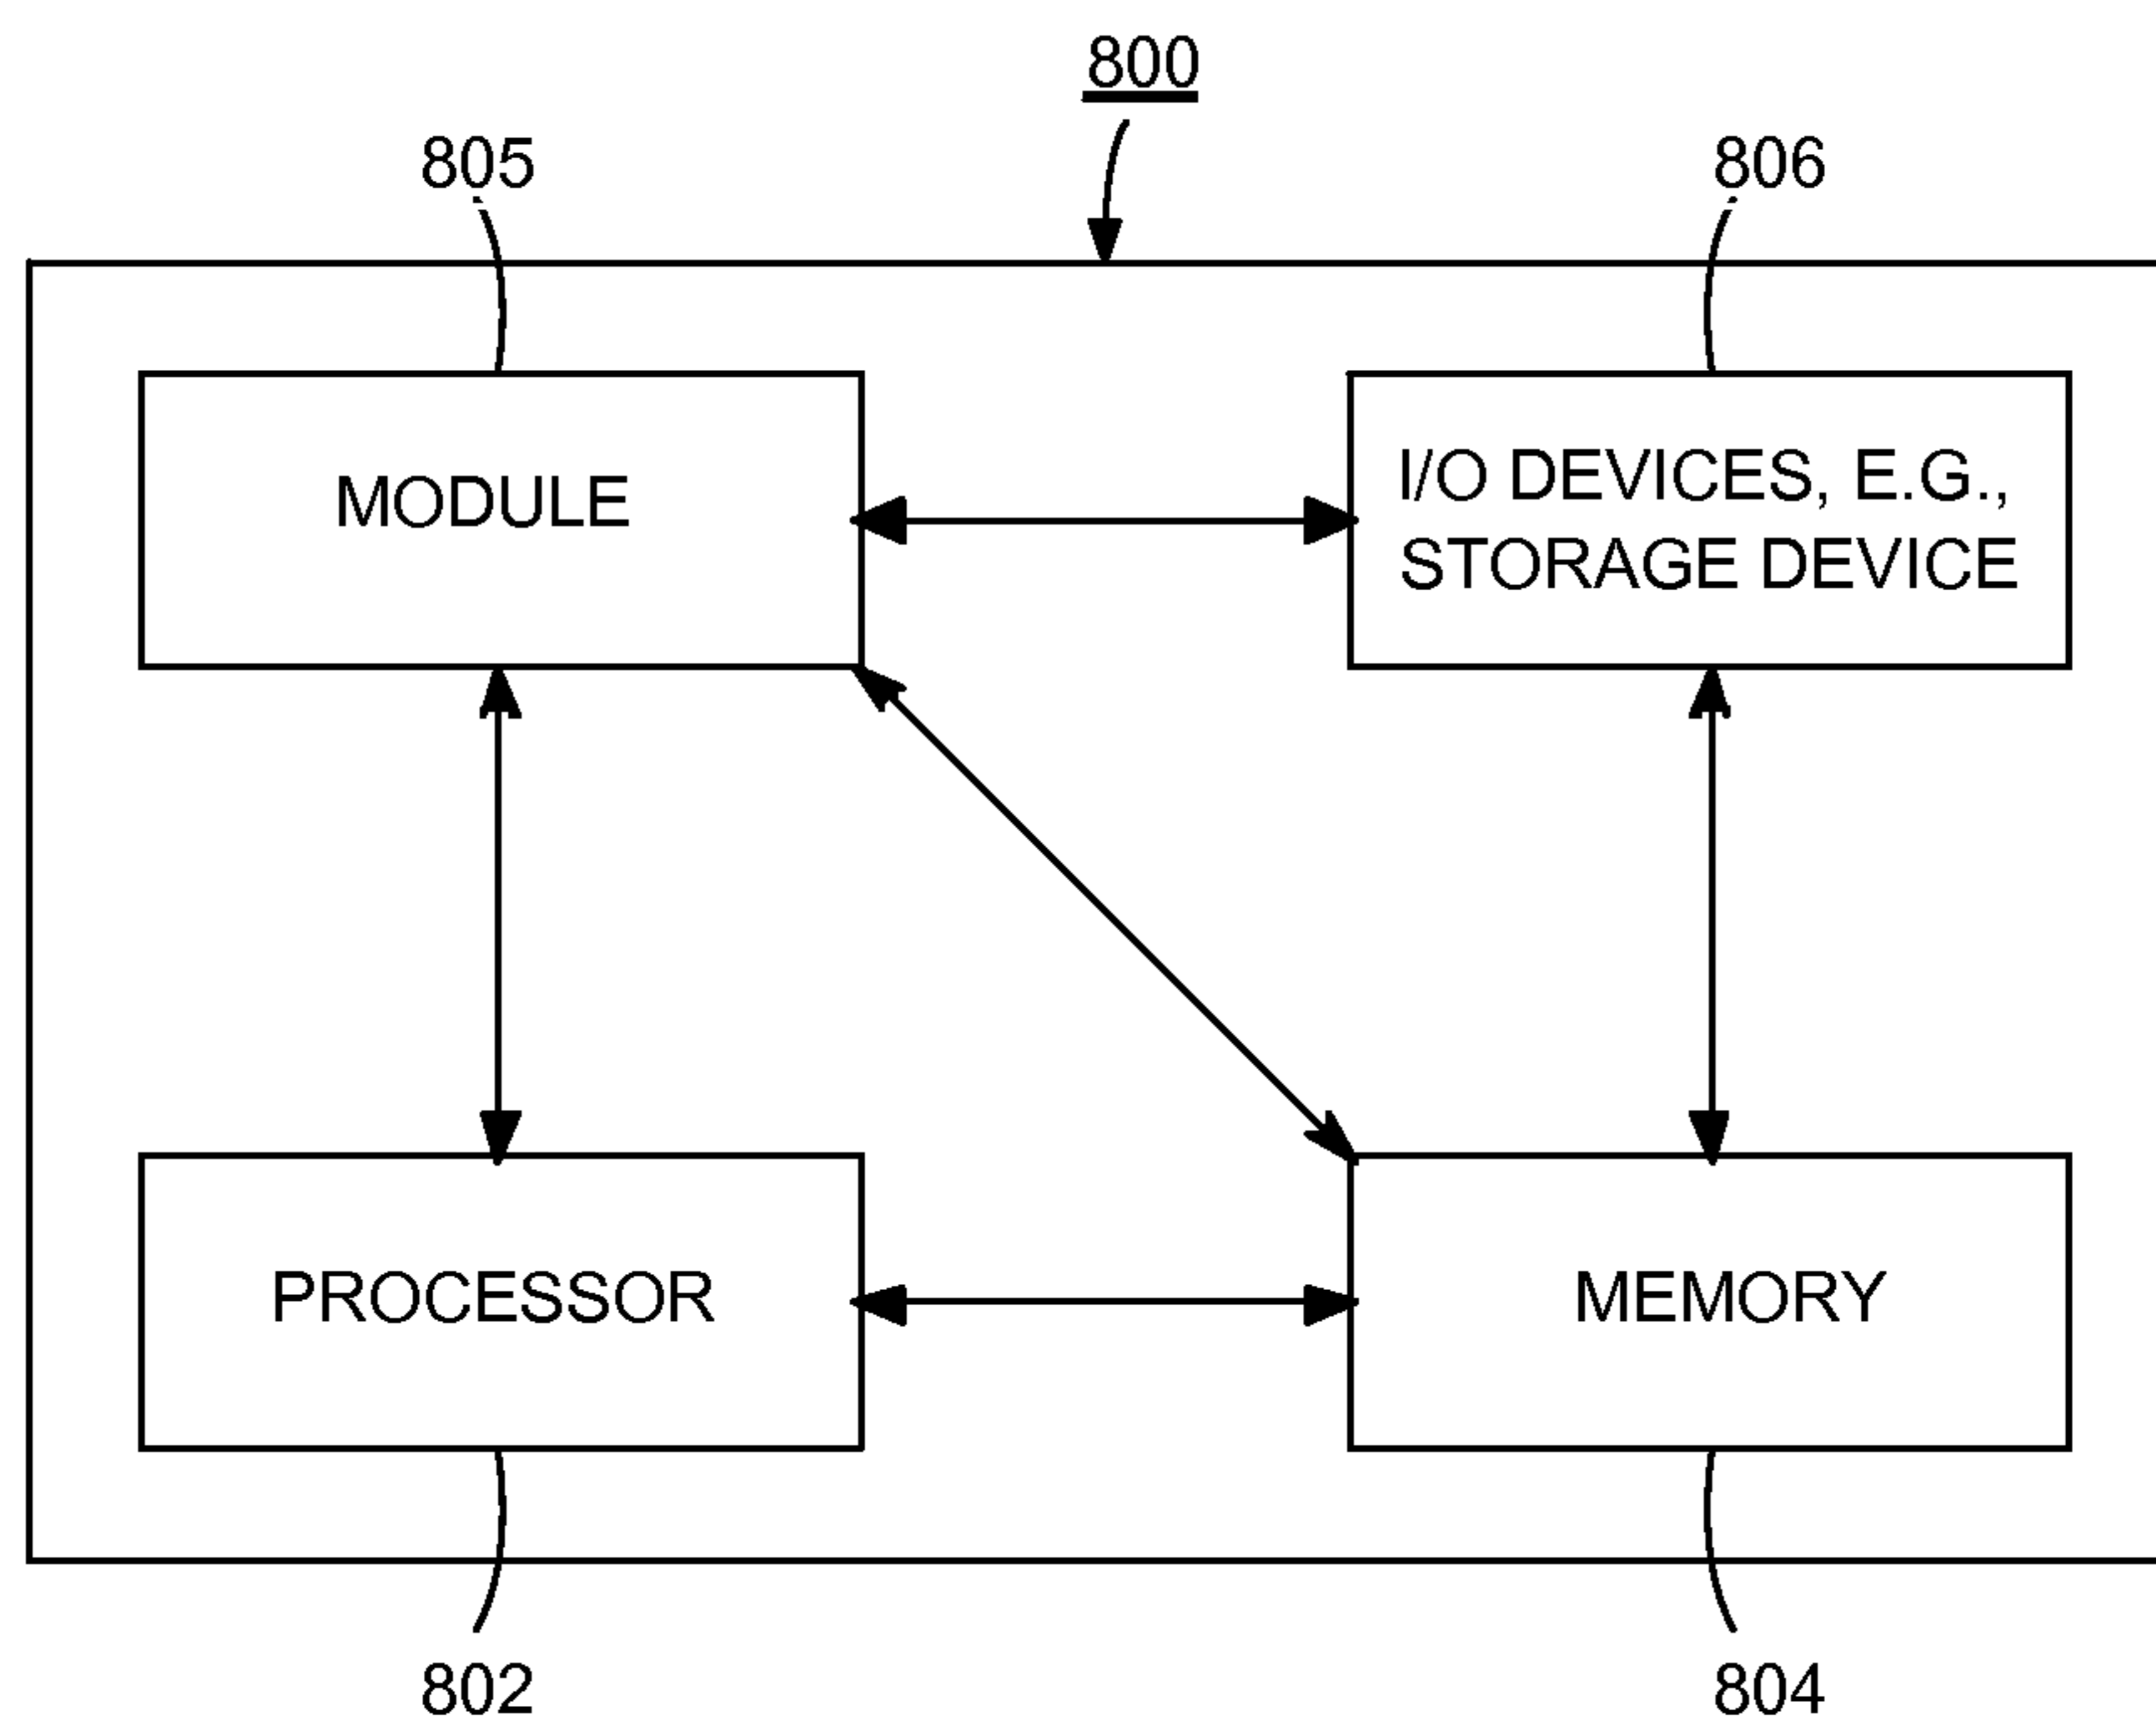 800
805
806
MODULE
I/O DEVICES, E.G.,
STORAGE DEVICE
PROCESSOR
MEMORY
802
804